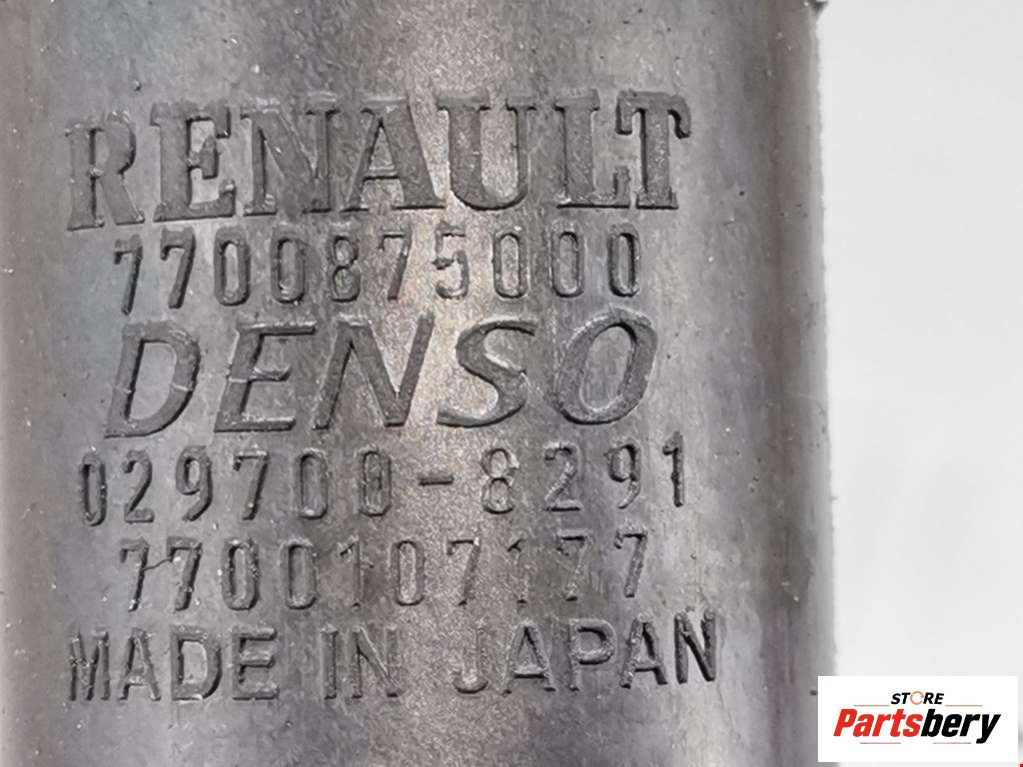 RENAULT
7700875000
DENSO
029700-8291
7700107177
MADE IN JAPAN
STORE
Partsbery